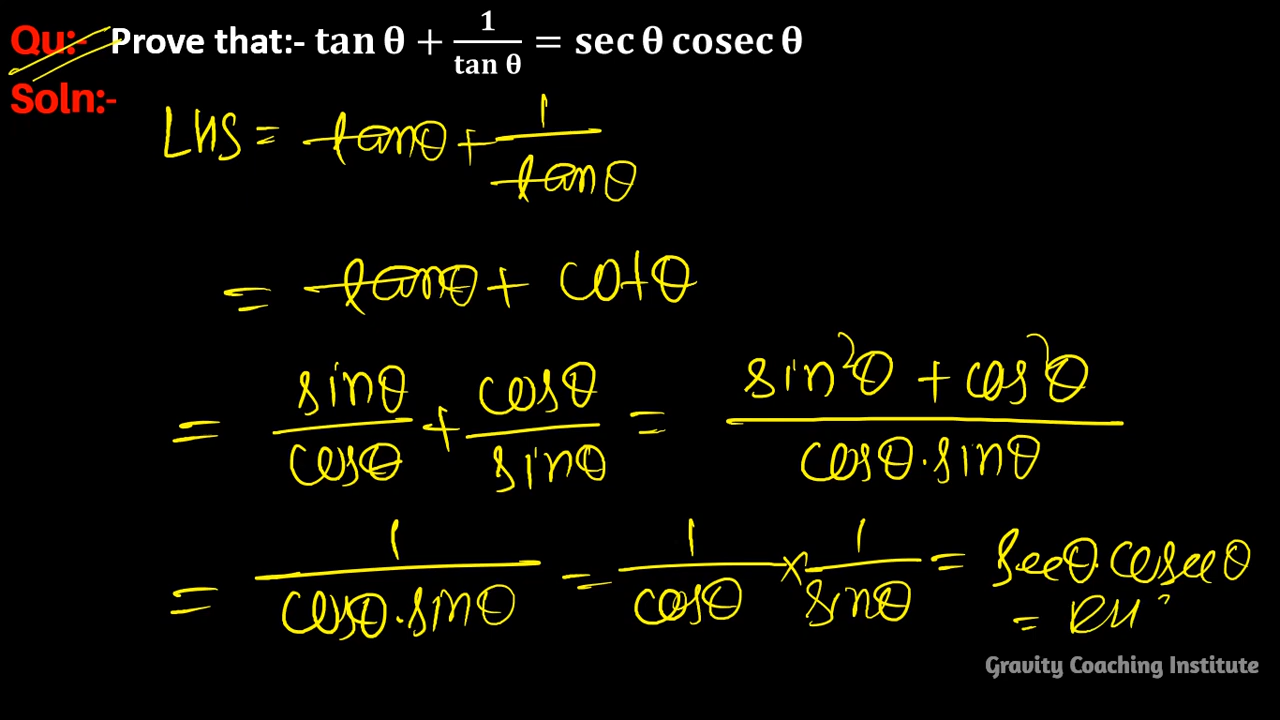 Qu:- Prove that:- tan θ + 1/tan θ = sec θ cosec θ
Soln:-
LHS = tanθ + 1/tanθ
= tanθ + cotθ
= sinθ/cosθ + cosθ/sinθ = sin²θ + cos²θ/cosθ·sinθ
= 1/cosθ·sinθ = 1/cosθ × 1/sinθ = secθ·cosecθ
=
Gravity Coaching Institute